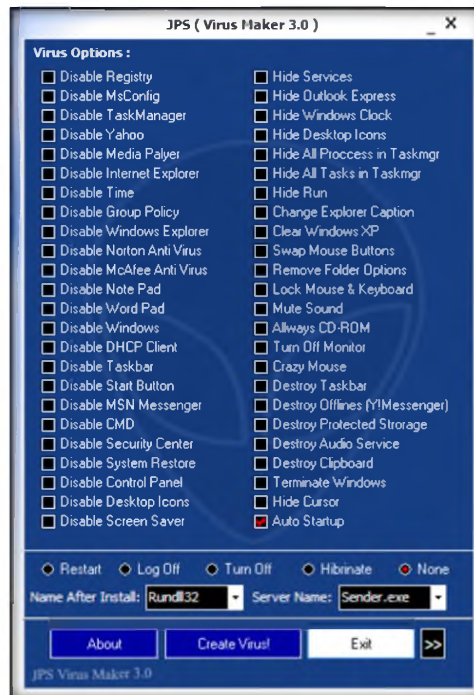 JPS ( Virus Maker 3.0 )
_ X
Virus Options :
Disable Registry
Disable MsConfig
Disable TaskManager
Disable Yahoo
Disable Media Palyer
Disable Internet Explorer
Disable Time
Disable Group Policy
Disable Windows Explorer
Disable Norton Anti Virus
Disable McAfee Anti Virus
Disable Note Pad
Disable Word Pad
Disable Windows
Disable DHCP Client
Disable Taskbar
Disable Start Button
Disable MSN Messenger
Disable CMD
Disable Security Center
Disable System Restore
Disable Control Panel
Disable Desktop Icons
Disable Screen Saver
Hide Services
Hide Outlook Express
Hide Windows Clock
Hide Desktop Icons
Hide All Proccess in Taskmgr
Hide All Tasks in Taskmgr
Hide Run
Change Explorer Caption
Clear Windows XP
Swap Mouse Buttons
Remove Folder Options
Lock Mouse & Keyboard
Mute Sound
Allways CD-ROM
Turn Off Monitor
Crazy Mouse
Destroy Taskbar
Destroy Offlines (Y!Messenger)
Destroy Protected Strorage
Destroy Audio Service
Destroy Clipboard
Terminate Windows
Hide Cursor
Auto Startup
Restart Log Off Turn Off Hibrinate None
Name After Install: Rundll32 Server Name: Sender.exe
About Create Virus! Exit >>
JPS Virus Maker 3.0